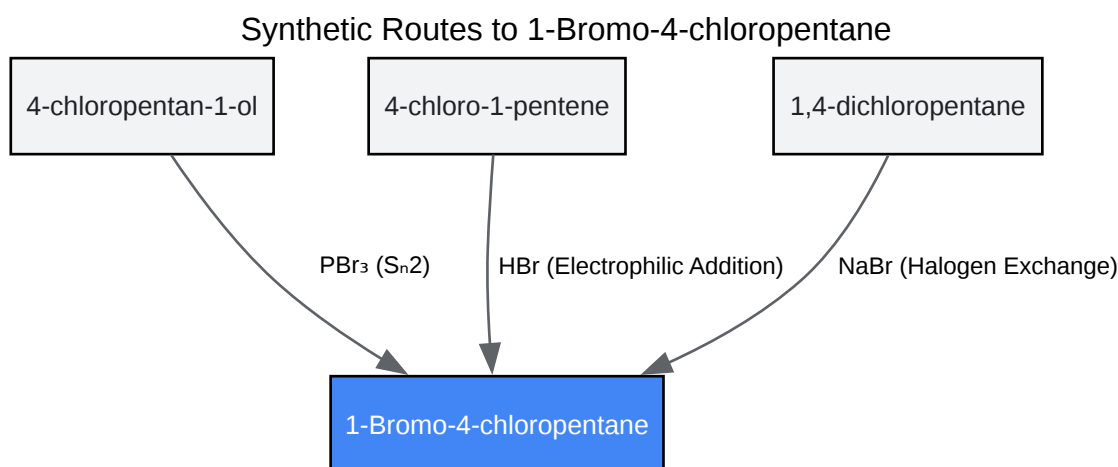 Synthetic Routes to 1-Bromo-4-chloropentane
4-chloropentan-1-ol
4-chloro-1-pentene
1,4-dichloropentane
PBr₃ (Sₙ2)
HBr (Electrophilic Addition)
NaBr (Halogen Exchange)
1-Bromo-4-chloropentane